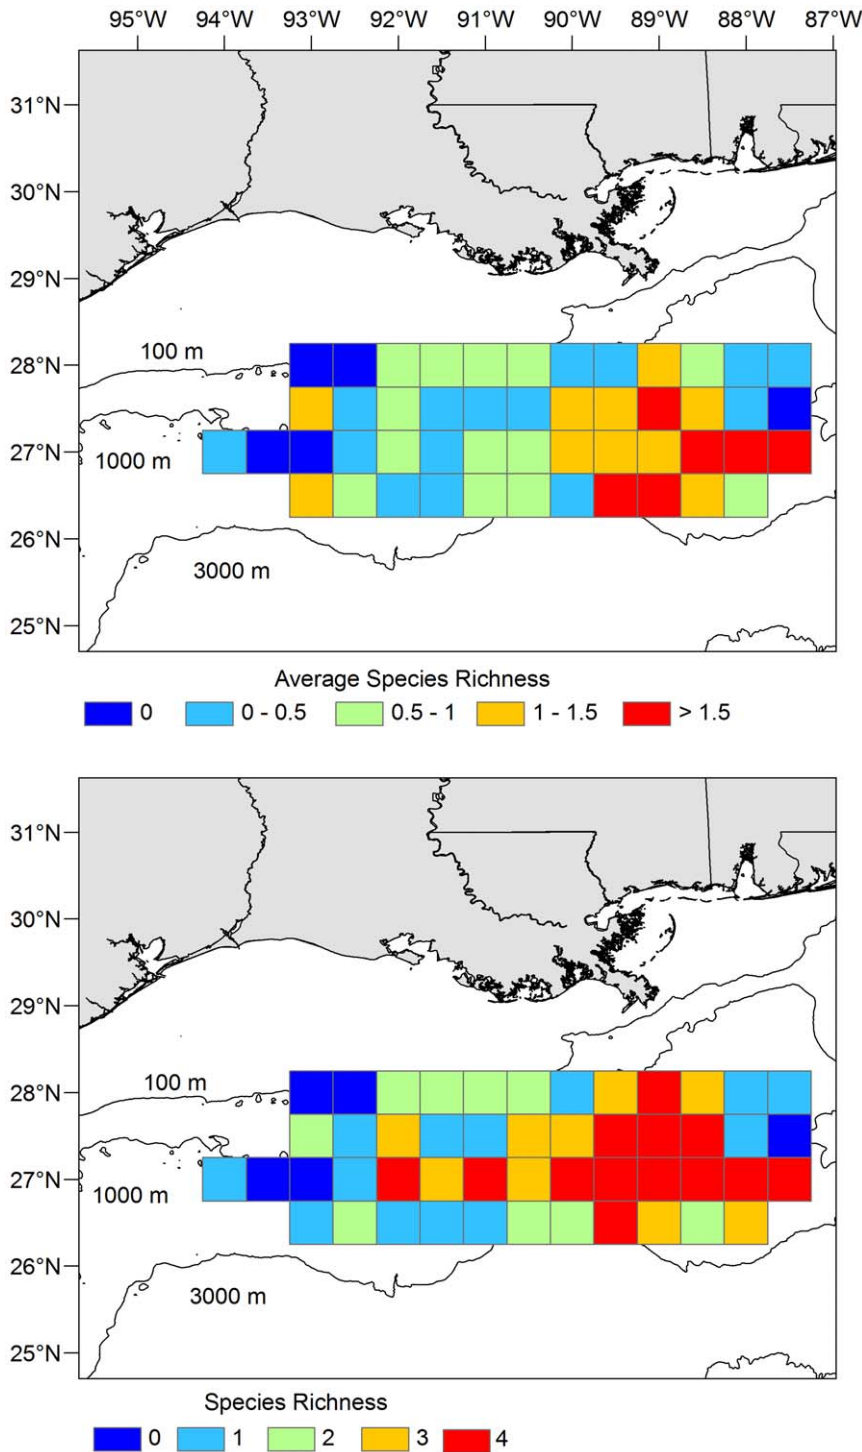 95°W 94°W 93°W 92°W 91°W 90°W 89°W 88°W 87°W
31°N
30°N
29°N
28°N
27°N
26°N
25°N
100 m
1000 m
3000 m
Average Species Richness
0 0 - 0.5 0.5 - 1 1 - 1.5 > 1.5
31°N
30°N
29°N
28°N
27°N
26°N
25°N
100 m
1000 m
3000 m
Species Richness
0 1 2 3 4